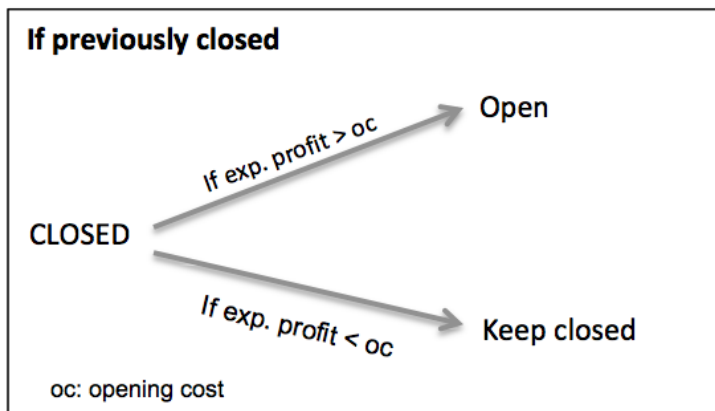 If previously closed
Open
If exp. profit > oc
CLOSED
If exp. profit < oc
Keep closed
oc: opening cost